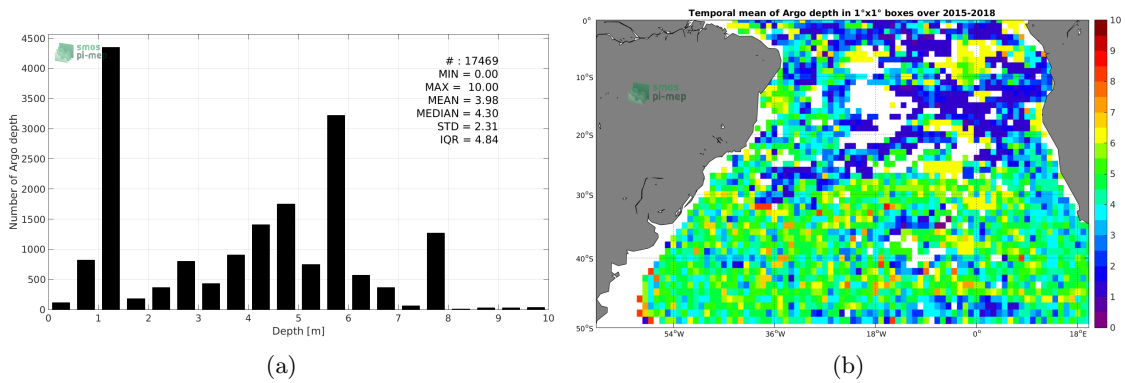 smos
pi-mep
# : 17469
MIN = 0.00
MAX = 10.00
MEAN = 3.98
MEDIAN = 4.30
STD = 2.31
IQR = 4.84
Number of Argo depth
4500
4000
3500
3000
2500
2000
1500
1000
500
0
0 1 2 3 4 5 6 7 8 9 10
Depth [m]
(a)
Temporal mean of Argo depth in 1°x1° boxes over 2015-2018
smos
pi-mep
0°
10°S
20°S
30°S
40°S
50°S
54°W 36°W 18°W 0° 18°E
10
9
8
7
6
5
4
3
2
1
0
(b)